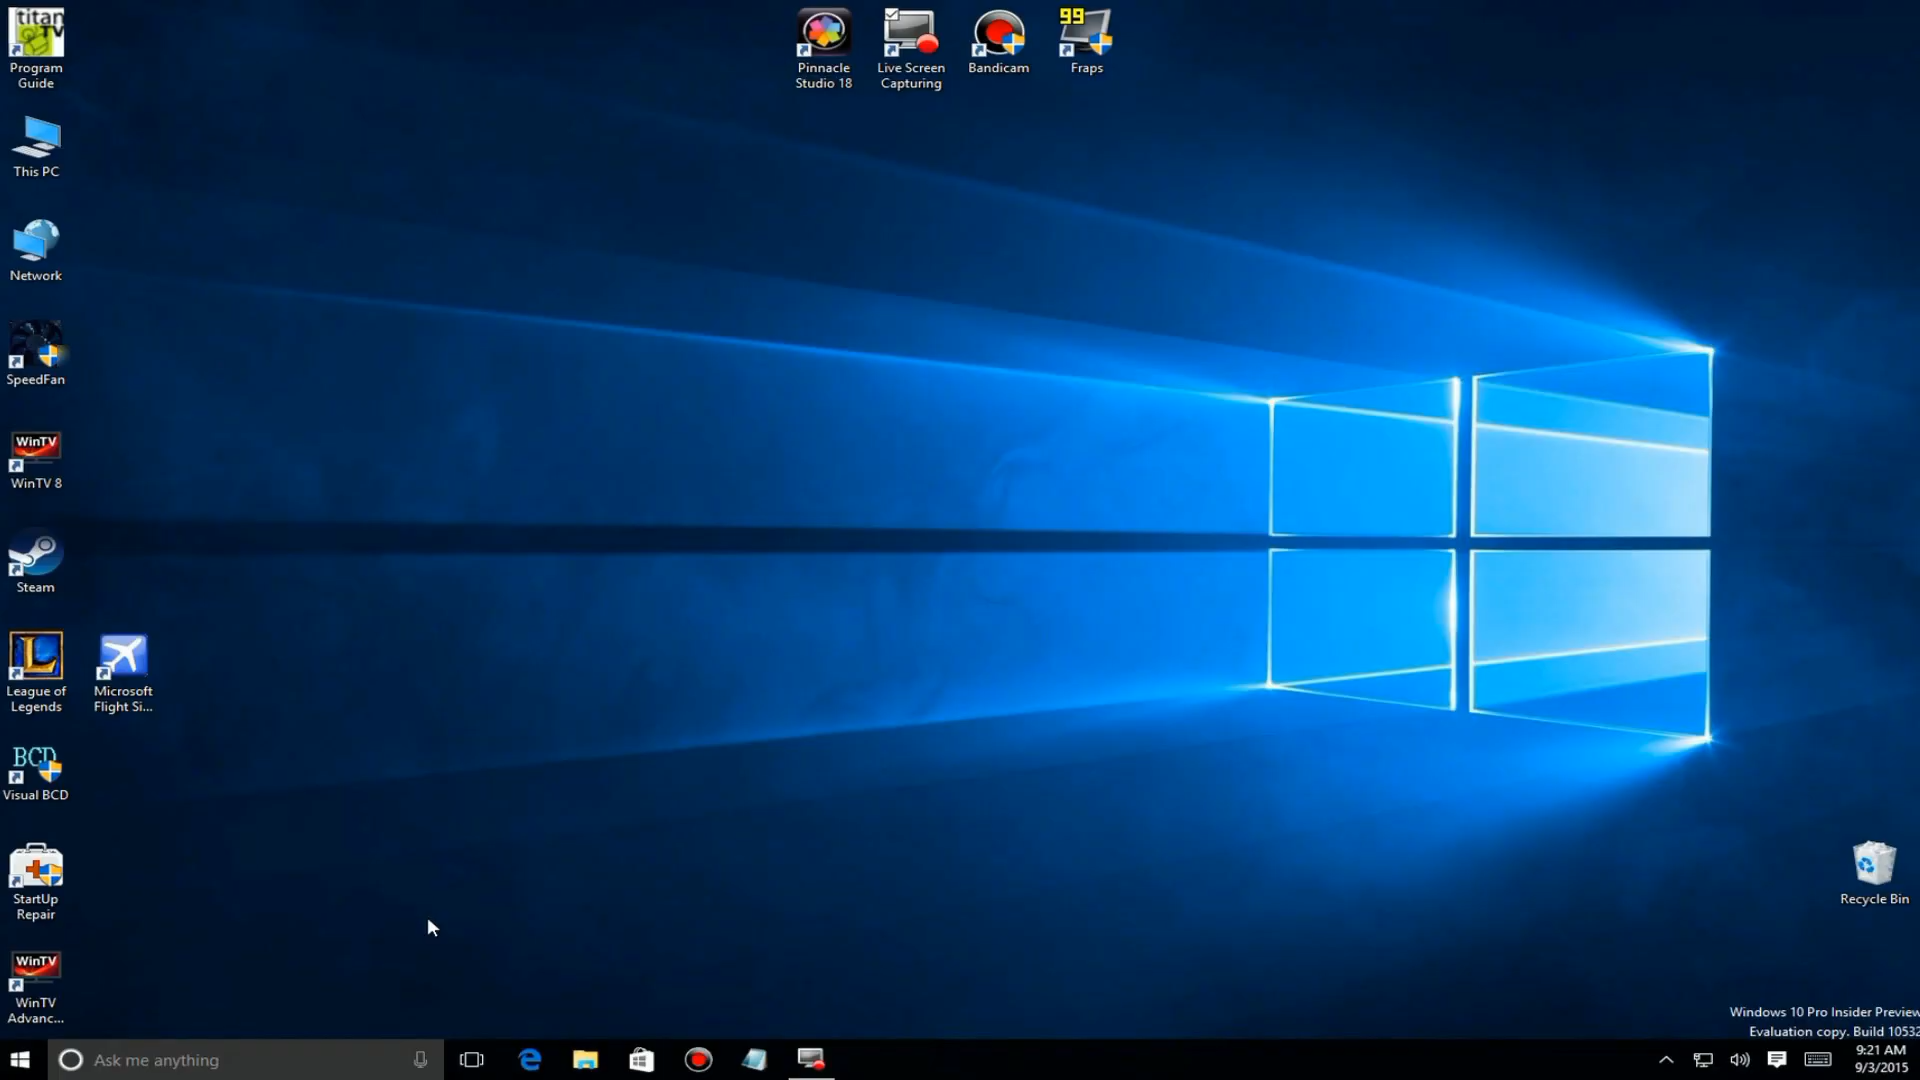 titan
TV
Program
Guide
This PC
Network
SpeedFan
WinTV
WinTV 8
Steam
League of
Legends
Microsoft
Flight Si...
BCD
Visual BCD
StartUp
Repair
WinTV
WinTV
Advanc...
Pinnacle
Studio 18
Live Screen
Capturing
Bandicam
99
Fraps
Recycle Bin
Windows 10 Pro Insider Preview
Evaluation copy. Build 10532
Ask me anything
9:21 AM
9/3/2015